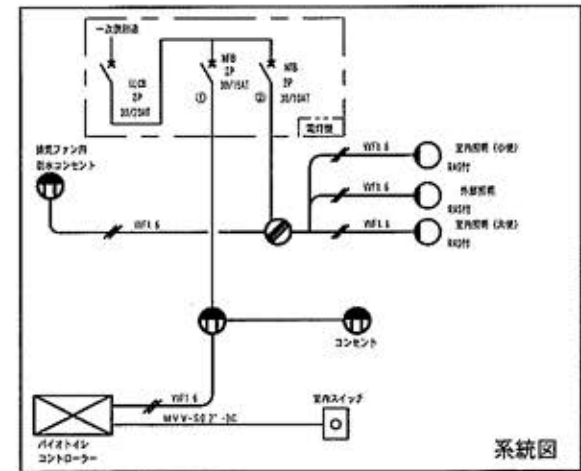 一次側別途
ELCB
2P
30/20AT
MCB
2P
30/15AT
①
MCB
2P
30/15AT
②
電灯盤
換気ファン用
防水コンセント
VVF1.6
VVF1.6
室内照明 (小便)
RAS付
VVF1.6
外部照明
RAS付
VVF1.6
室内照明 (大便)
RAS付
コンセント
VVF1.6
室内スイッチ
バイオトイレ
コントローラー
系統図